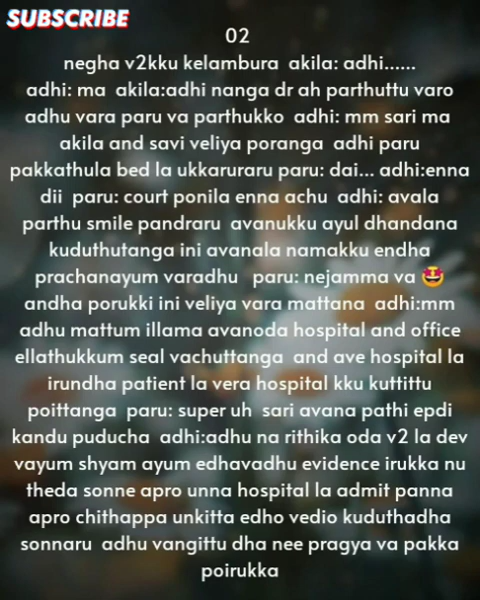 SUBSCRIBE
02
negha v2kku kelambura akila: adhi......
adhi: ma akila:adhi nanga dr ah parthuttu varo
adhu vara paru va parthukko adhi: mm sari ma
akila and savi veliya poranga adhi paru
pakkathula bed la ukkaruraru paru: dai... adhi:enna
dii paru: court ponila enna achu adhi: avala
parthu smile pandraru avanukku ayul dhandana
kuduthutanga ini avanala namakku endha
prachanayum varadhu paru: nejamma va 🤩
andha porukki ini veliya vara mattana adhi:mm
adhu mattum illama avanoda hospital and office
ellathukkum seal vachuttanga and ave hospital la
irundha patient la vera hospital kku kuttittu
poittanga paru: super uh sari avana pathi epdi
kandu puducha adhi:adhu na rithika oda v2 la dev
vayum shyam ayum edhavadhu evidence irukka nu
theda sonne apro unna hospital la admit panna
apro chithappa unkitta edho vedio kuduthadha
sonnaru adhu vangittu dha nee pragya va pakka
poirukka